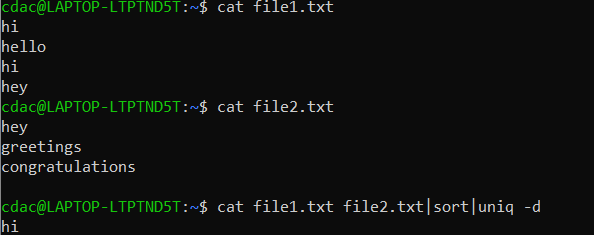 cdac@LAPTOP-LTPTND5T:~$ cat file1.txt
hi
hello
hi
hey
cdac@LAPTOP-LTPTND5T:~$ cat file2.txt
hey
greetings
congratulations

cdac@LAPTOP-LTPTND5T:~$ cat file1.txt file2.txt|sort|uniq -d
hi